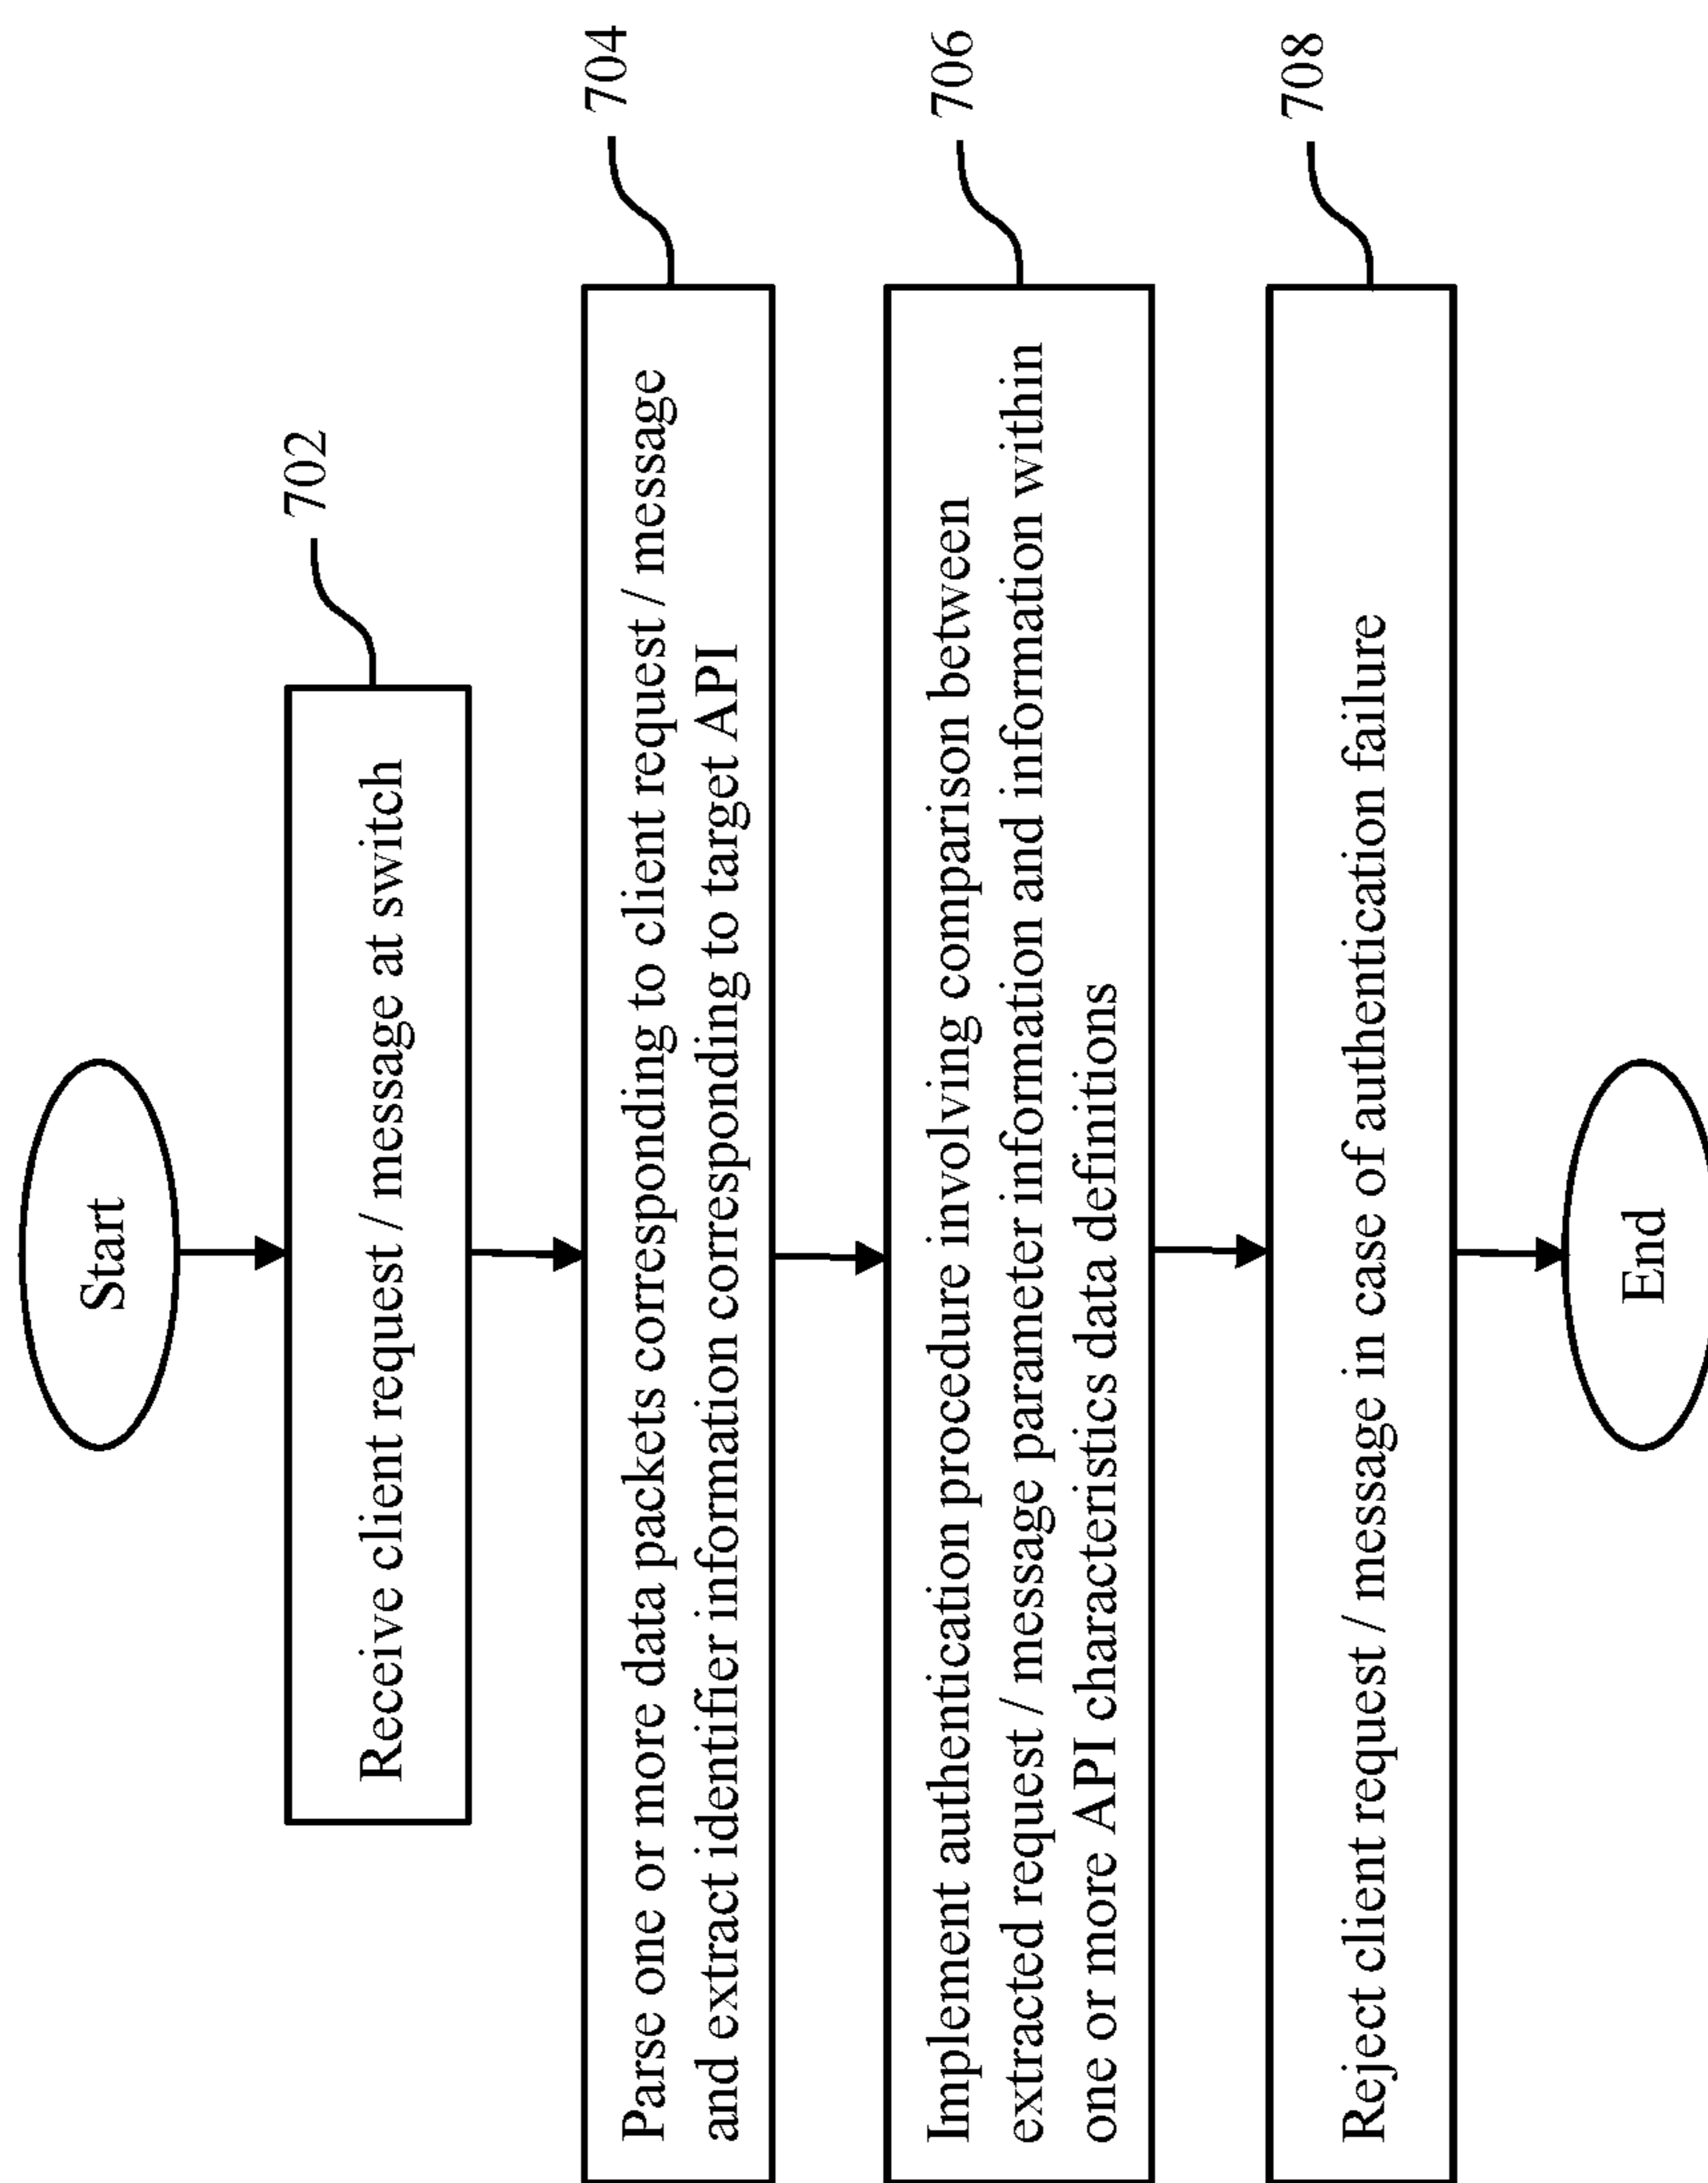 Start
702
Receive client request / message at switch
704
Parse one or more data packets corresponding to client request / message
and extract identifier information corresponding to target API
706
Implement authentication procedure involving comparison between
extracted request / message parameter information and information within
one or more API characteristics data definitions
708
Reject client request / message in case of authentication failure
End